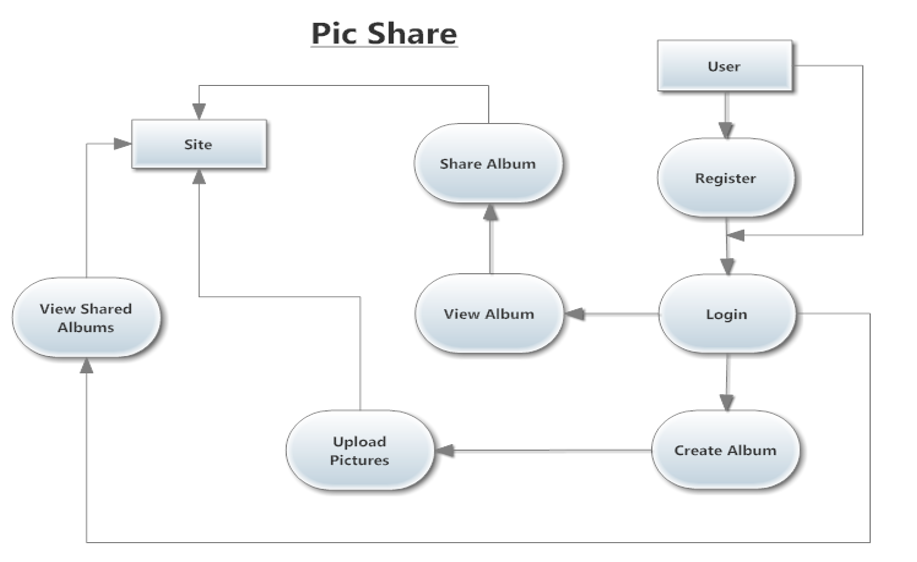 Pic Share
User
Site
Share Album
Register
View Shared
Albums
View Album
Login
Upload
Pictures
Create Album